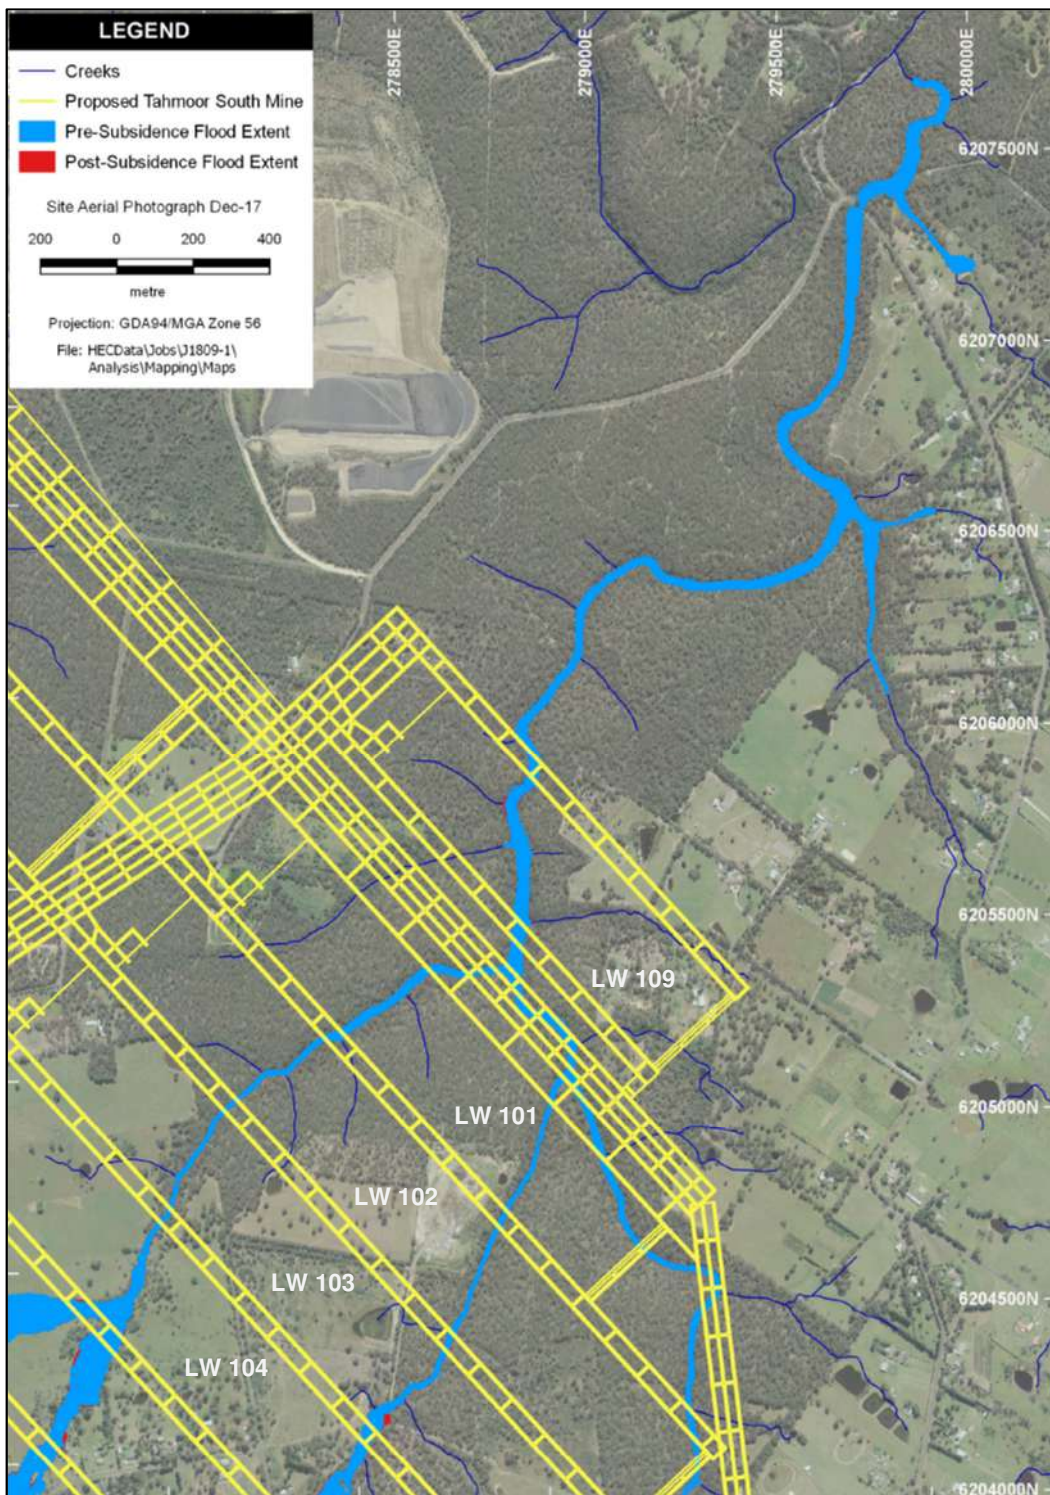 LEGEND
Creeks
Proposed Tahmoor South Mine
Pre-Subsidence Flood Extent
Post-Subsidence Flood Extent
Site Aerial Photograph Dec-17
200 0 200 400
metre
Projection: GDA94/MGA Zone 56
File: HECData\Jobs\J1809-1\
Analysis\Mapping\Maps
278500E
279000E
279500E
280000E
6207500N
6207000N
6206500N
6206000N
6205500N
LW 109
6205000N
LW 101
LW 102
LW 103
6204500N
LW 104
6204000N